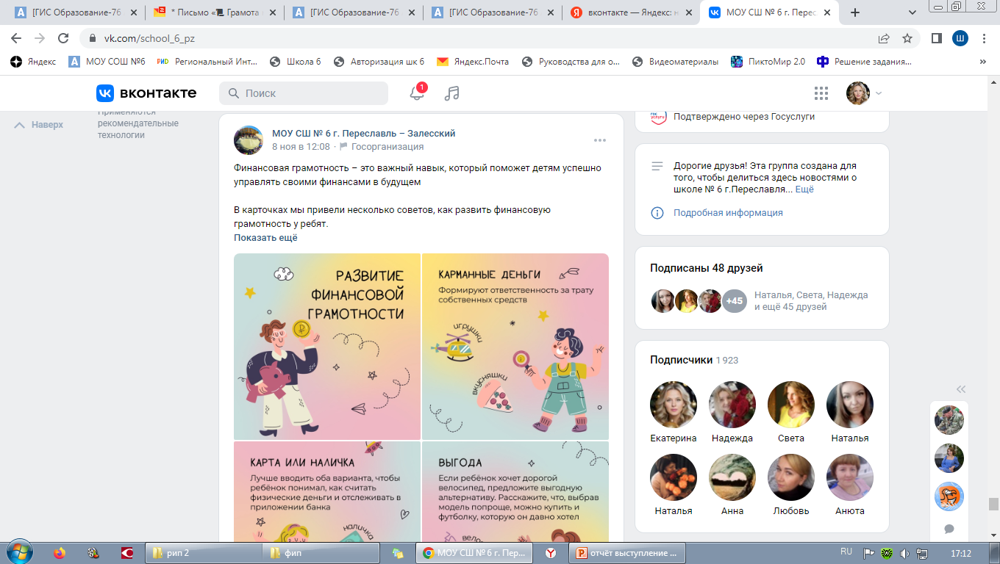 [ГИС Образование-76
* Письмо «📜 Грамота
[ГИС Образование-76
[ГИС Образование-76
вконтакте — Яндекс: н
МОУ СШ № 6 г. Перес
vk.com/school_6_pz
Ш
Яндекс
МОУ СОШ №6
Региональный Инт...
Школа 6
Авторизация шк 6
Яндекс.Почта
Руководства для о...
Видеоматериалы
ПиктоМир 2.0
Решение задания...
вконтакте
Поиск
1
Наверх
Применяются
рекомендательные
технологии
МОУ СШ № 6 г. Переславль – Залесский
8 ноя в 12:08 · Госорганизация
Финансовая грамотность – это важный навык, который поможет детям успешно
управлять своими финансами в будущем
В карточках мы привели несколько советов, как развить финансовую
грамотность у ребят.
Показать ещё
РАЗВИТИЕ
ФИНАНСОВОЙ
ГРАМОТНОСТИ
КАРМАННЫЕ ДЕНЬГИ
Формируют ответственность за трату
собственных средств
игрушки
вкусняшки
КАРТА ИЛИ НАЛИЧКА
Лучше вводить оба варианта, чтобы
ребёнок понимал, как считать
физические деньги и отслеживать в
приложении банка
наличка
ВЫГОДА
Если ребёнок хочет дорогой
велосипед, предложите выгодную
альтернативу. Расскажите, что, выбрав
модель попроще, можно купить и
футболку, которую он давно хотел
Подтверждено через Госуслуги
Дорогие друзья! Эта группа создана для
того, чтобы делиться здесь новостями о
школе № 6 г.Переславля... Ещё
Подробная информация
Подписаны 48 друзей
+45
Наталья, Света, Надежда
и ещё 45 друзей
Подписчики 1 923
Екатерина Надежда Света Наталья
Наталья Анна Любовь Анюта
рип 2
фип
МОУ СШ № 6 г. Пер...
отчёт выступление ...
RU
17:12